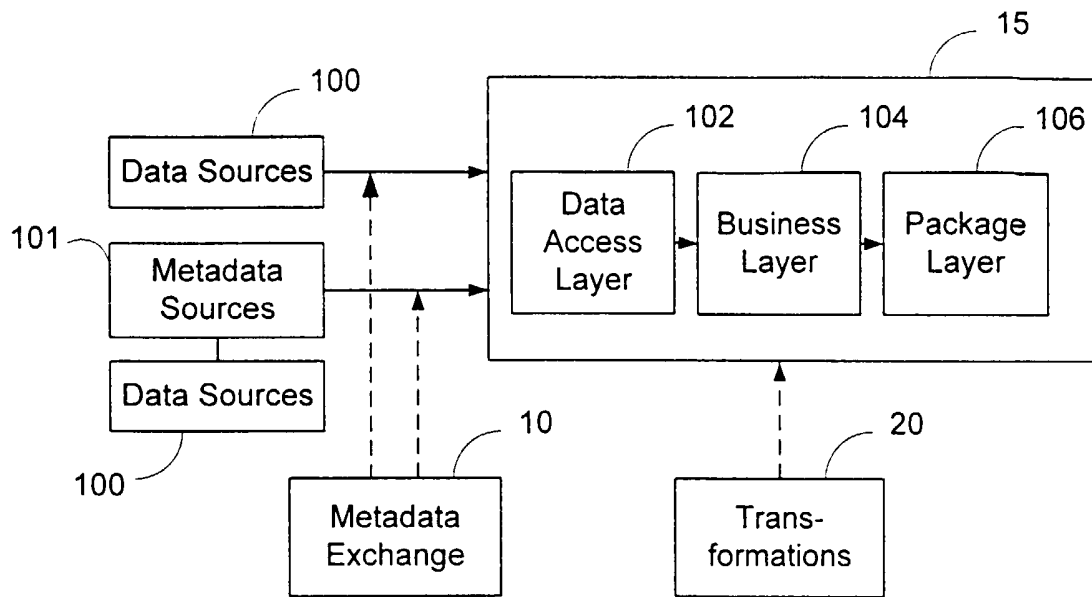 15
100
102
104
106
Data Sources
Data
Access
Layer
Business
Layer
Package
Layer
101
Metadata
Sources
Data Sources
100
10
20
Metadata
Exchange
Trans-
formations